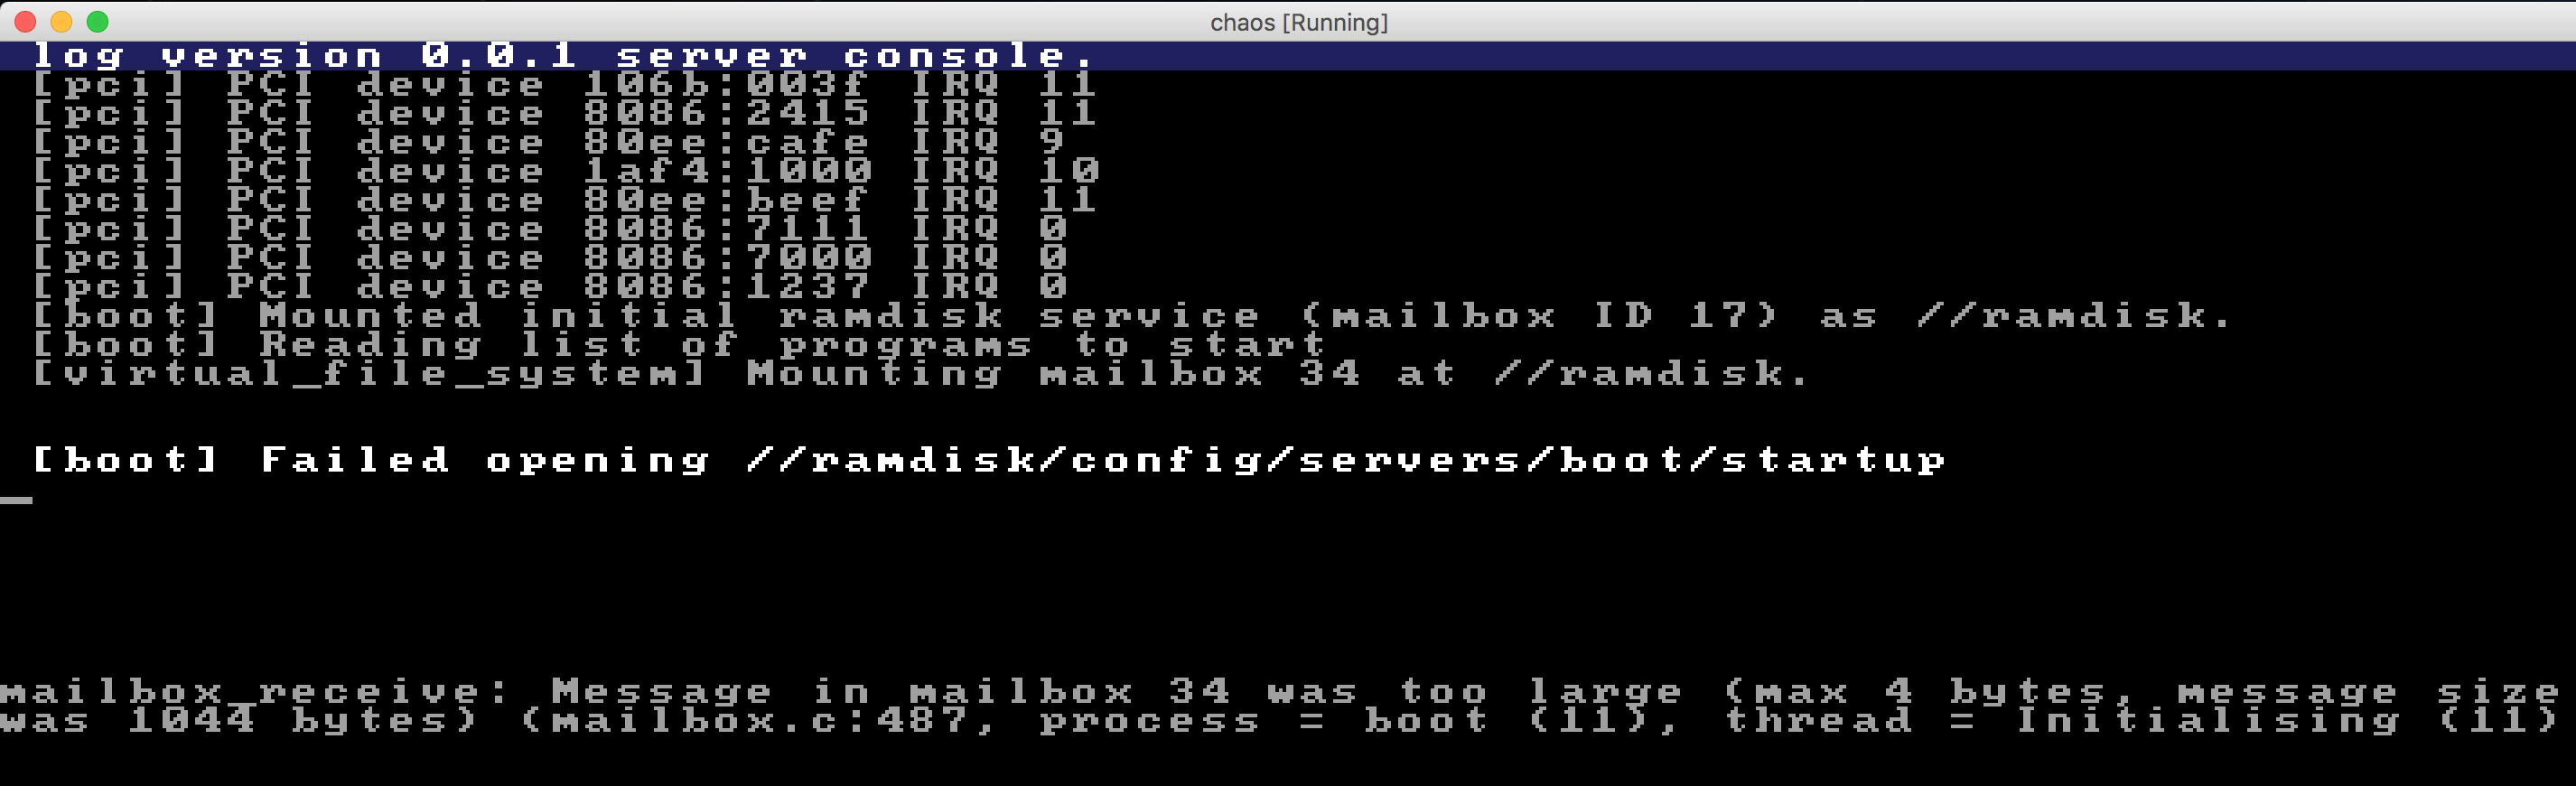 chaos [Running]
log version 0.0.1 server console.
[pci] PCI device 106b:003f IRQ 11
[pci] PCI device 8086:2415 IRQ 11
[pci] PCI device 80ee:cafe IRQ 9
[pci] PCI device 1af4:1000 IRQ 10
[pci] PCI device 80ee:beef IRQ 11
[pci] PCI device 8086:7111 IRQ 0
[pci] PCI device 8086:7000 IRQ 0
[pci] PCI device 8086:1237 IRQ 0
[boot] Mounted initial ramdisk service (mailbox ID 17) as //ramdisk.
[boot] Reading list of programs to start
[virtual_file_system] Mounting mailbox 34 at //ramdisk.
[boot] Failed opening //ramdisk/config/servers/boot/startup
mailbox_receive: Message in mailbox 34 was too large (max 4 bytes, message size
was 1044 bytes) (mailbox.c:487, process = boot (11), thread = Initialising (11)